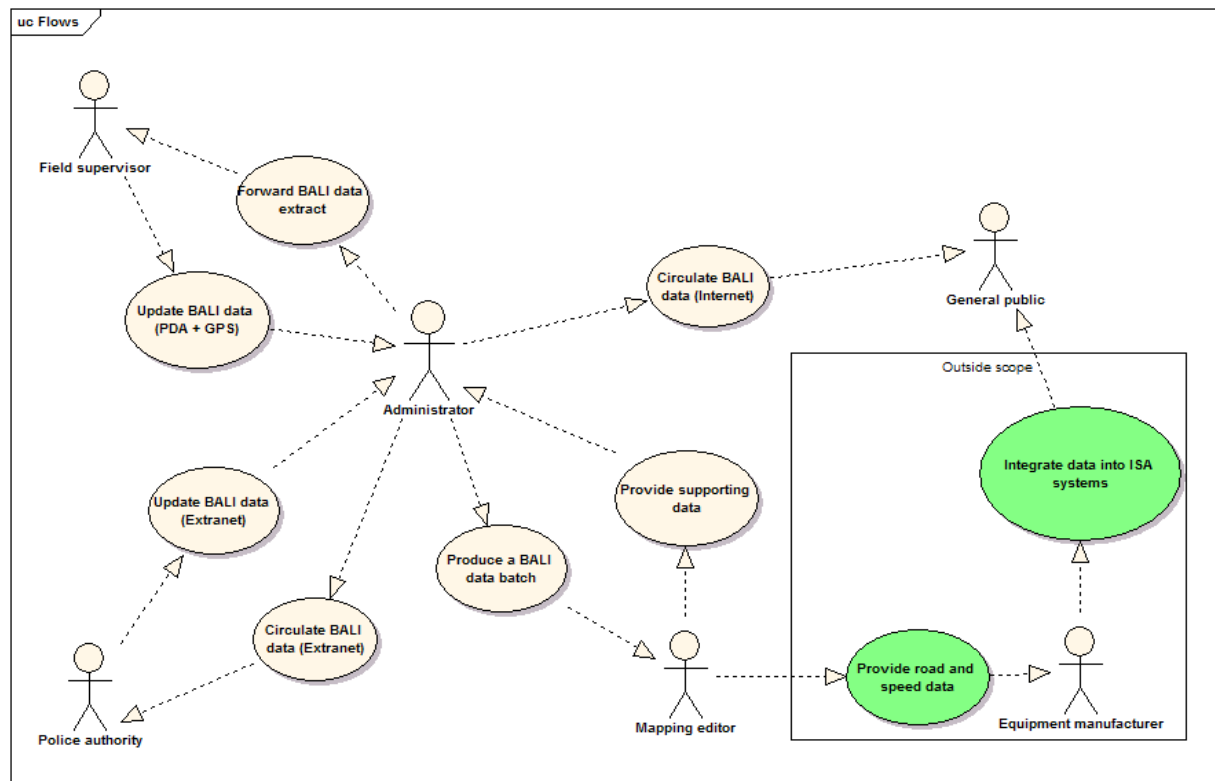 uc Flows
Field supervisor
Forward BALI data
extract
Update BALI data
(PDA + GPS)
Circulate BALI
data (Internet)
General public
Outside scope
Administrator
Integrate data into ISA
systems
Update BALI data
(Extranet)
Provide supporting
data
Produce a BALI
data batch
Circulate BALI
data (Extranet)
Provide road and
speed data
Police authority
Mapping editor
Equipment manufacturer